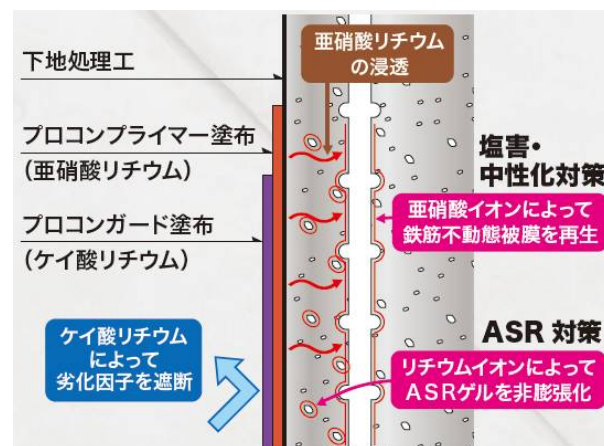 下地処理工
プロコンプライマー塗布
(亜硝酸リチウム)
プロコンガード塗布
(ケイ酸リチウム)
ケイ酸リチウム
によって
劣化因子を遮断
亜硝酸リチウム
の浸透
塩害・
中性化対策
亜硝酸イオンによって
鉄筋不動態被膜を再生
ASR 対策
リチウムイオンによって
ASRゲルを非膨張化